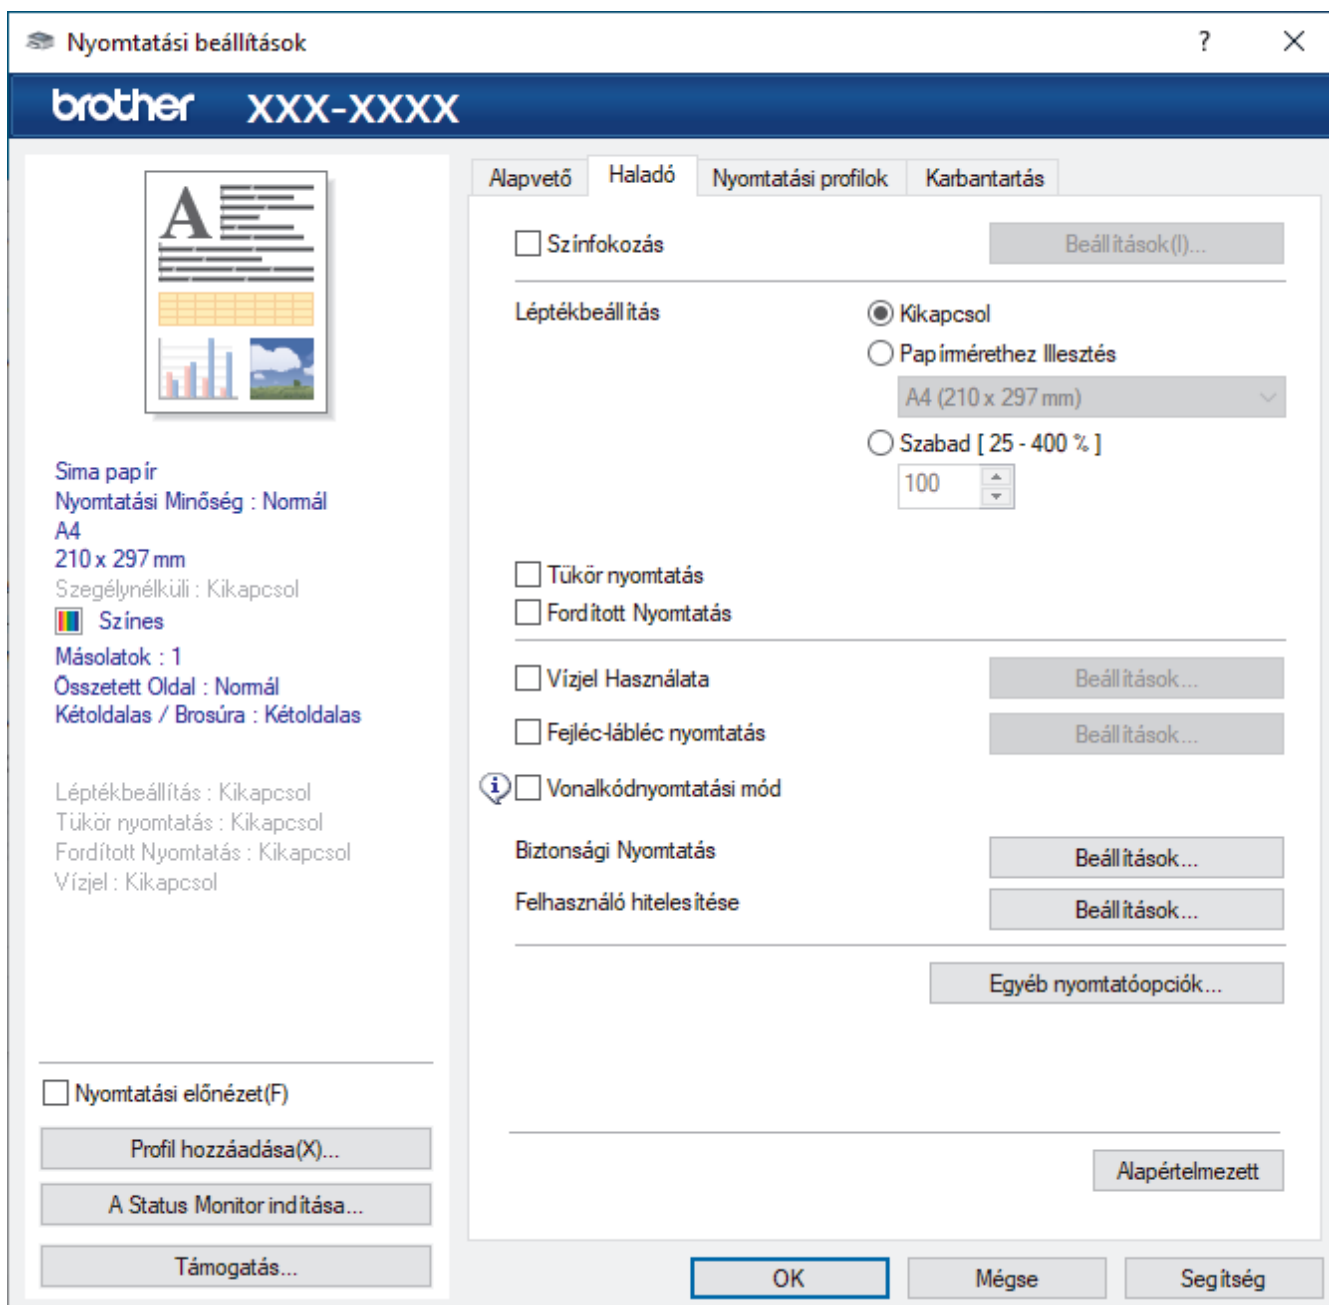 Nyomtatási beállítások
?
brother XXX-XXXX
A
Sima papír
Nyomtatási Minőség : Normál
A4
210 x 297 mm
Szegélynélküli : Kikapcsol
Színes
Másolatok : 1
Összetett Oldal : Normál
Kétoldalas / Brosúra : Kétoldalas
Léptékbeállítás : Kikapcsol
Tükör nyomtatás : Kikapcsol
Fordított Nyomtatás : Kikapcsol
Vízjel : Kikapcsol
Nyomtatási előnézet(F)
Profil hozzáadása(X)...
A Status Monitor indítása...
Támogatás...
Alapvető Haladó Nyomtatási profilok Karbantartás
Színfokozás Beállítások(I)...
Léptékbeállítás Kikapcsol
Papírmérethez Illesztés
A4 (210 x 297 mm)
Szabad [ 25 - 400 % ]
100
Tükör nyomtatás
Fordított Nyomtatás
Vízjel Használata Beállítások...
Fejléc-lábléc nyomtatás Beállítások...
Vonalkódnyomtatási mód
Biztonsági Nyomtatás Beállítások...
Felhasználó hitelesítése Beállítások...
Egyéb nyomtatóopciók...
Alapértelmezett
OK Mégse Segítség